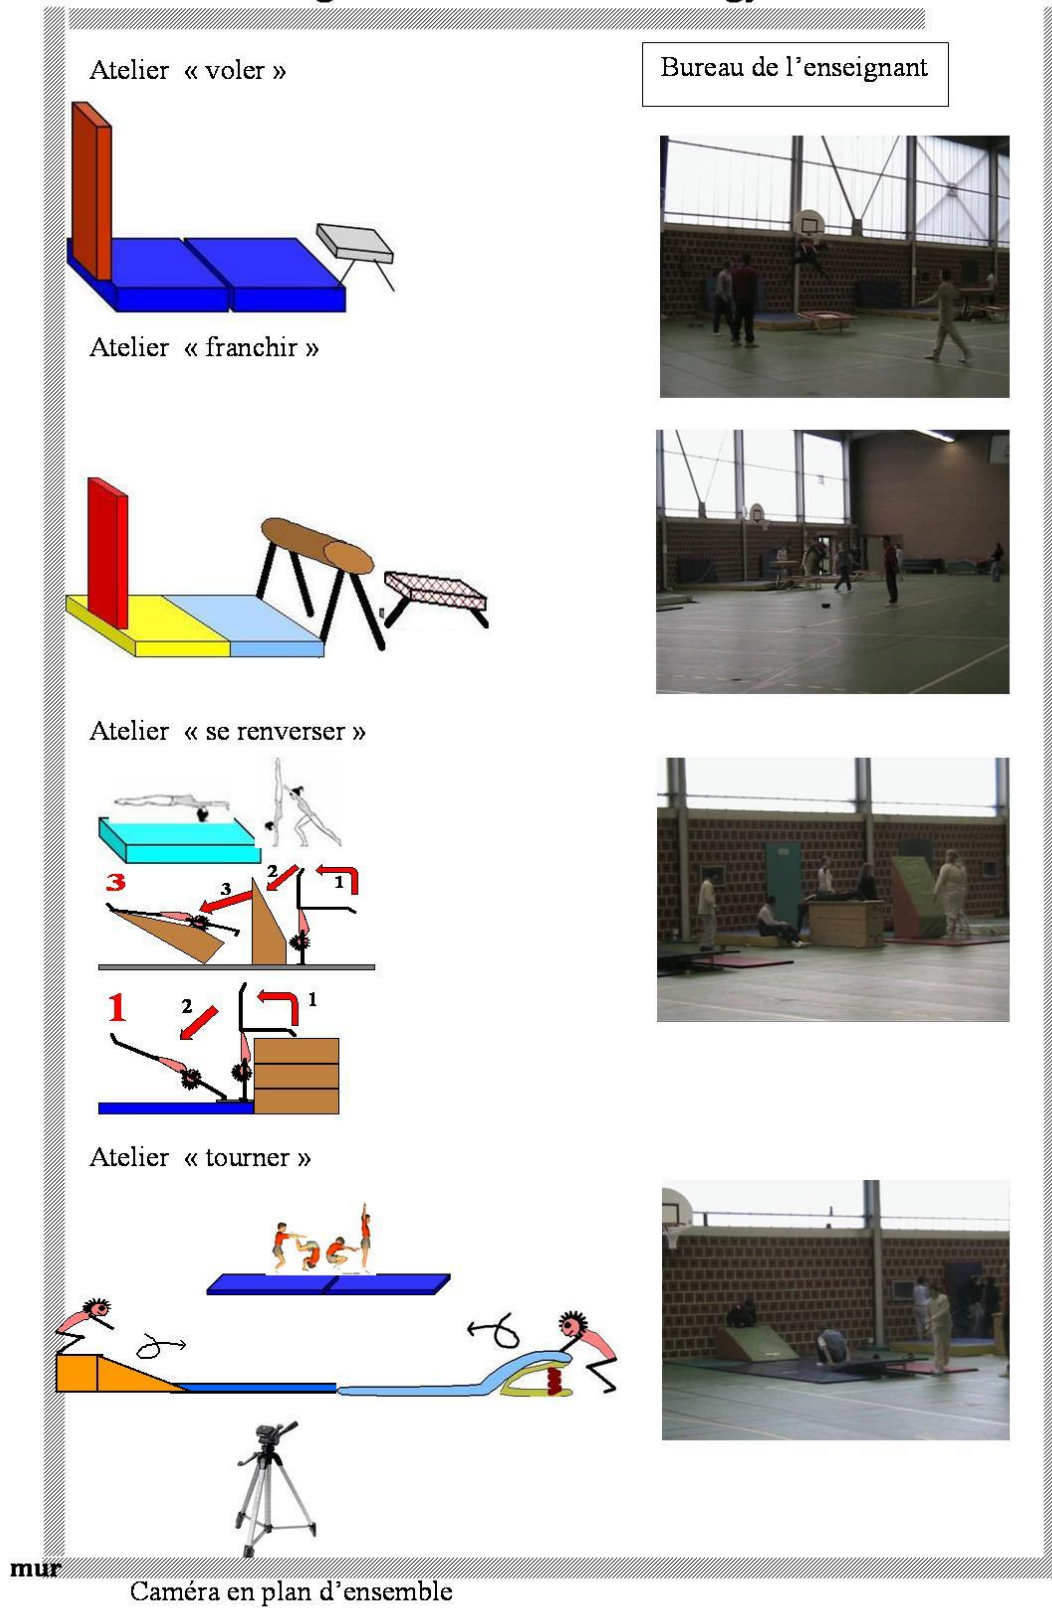 Atelier « voler »
Bureau de l’enseignant
Atelier « franchir »
Atelier « se renverser »
3
3
2
1
1
2
1
Atelier « tourner »
mur
Caméra en plan d’ensemble